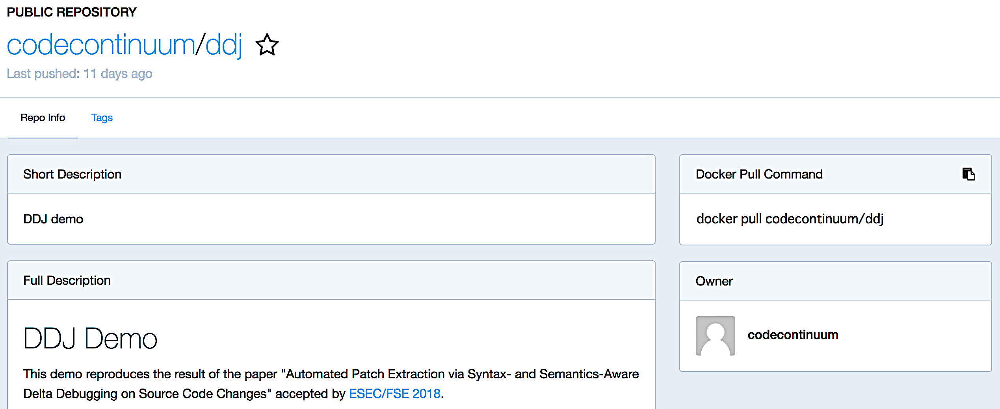 PUBLIC REPOSITORY
codecontinuum/ddj
Last pushed: 11 days ago
Repo Info
Tags
Short Description
DDJ demo
Docker Pull Command
docker pull codecontinuum/ddj
Full Description
DDJ Demo
This demo reproduces the result of the paper "Automated Patch Extraction via Syntax- and Semantics-Aware
Delta Debugging on Source Code Changes" accepted by ESEC/FSE 2018.
Owner
codecontinuum